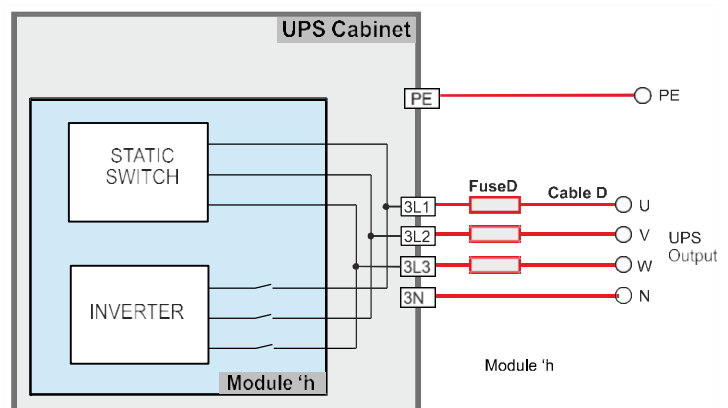 UPS Cabinet
PE
PE
STATIC
SWITCH
FuseD
Cable D
3L1
U
3L2
V
UPS
Output
3L3
W
3N
N
INVERTER
Module ‘h
Module ‘h